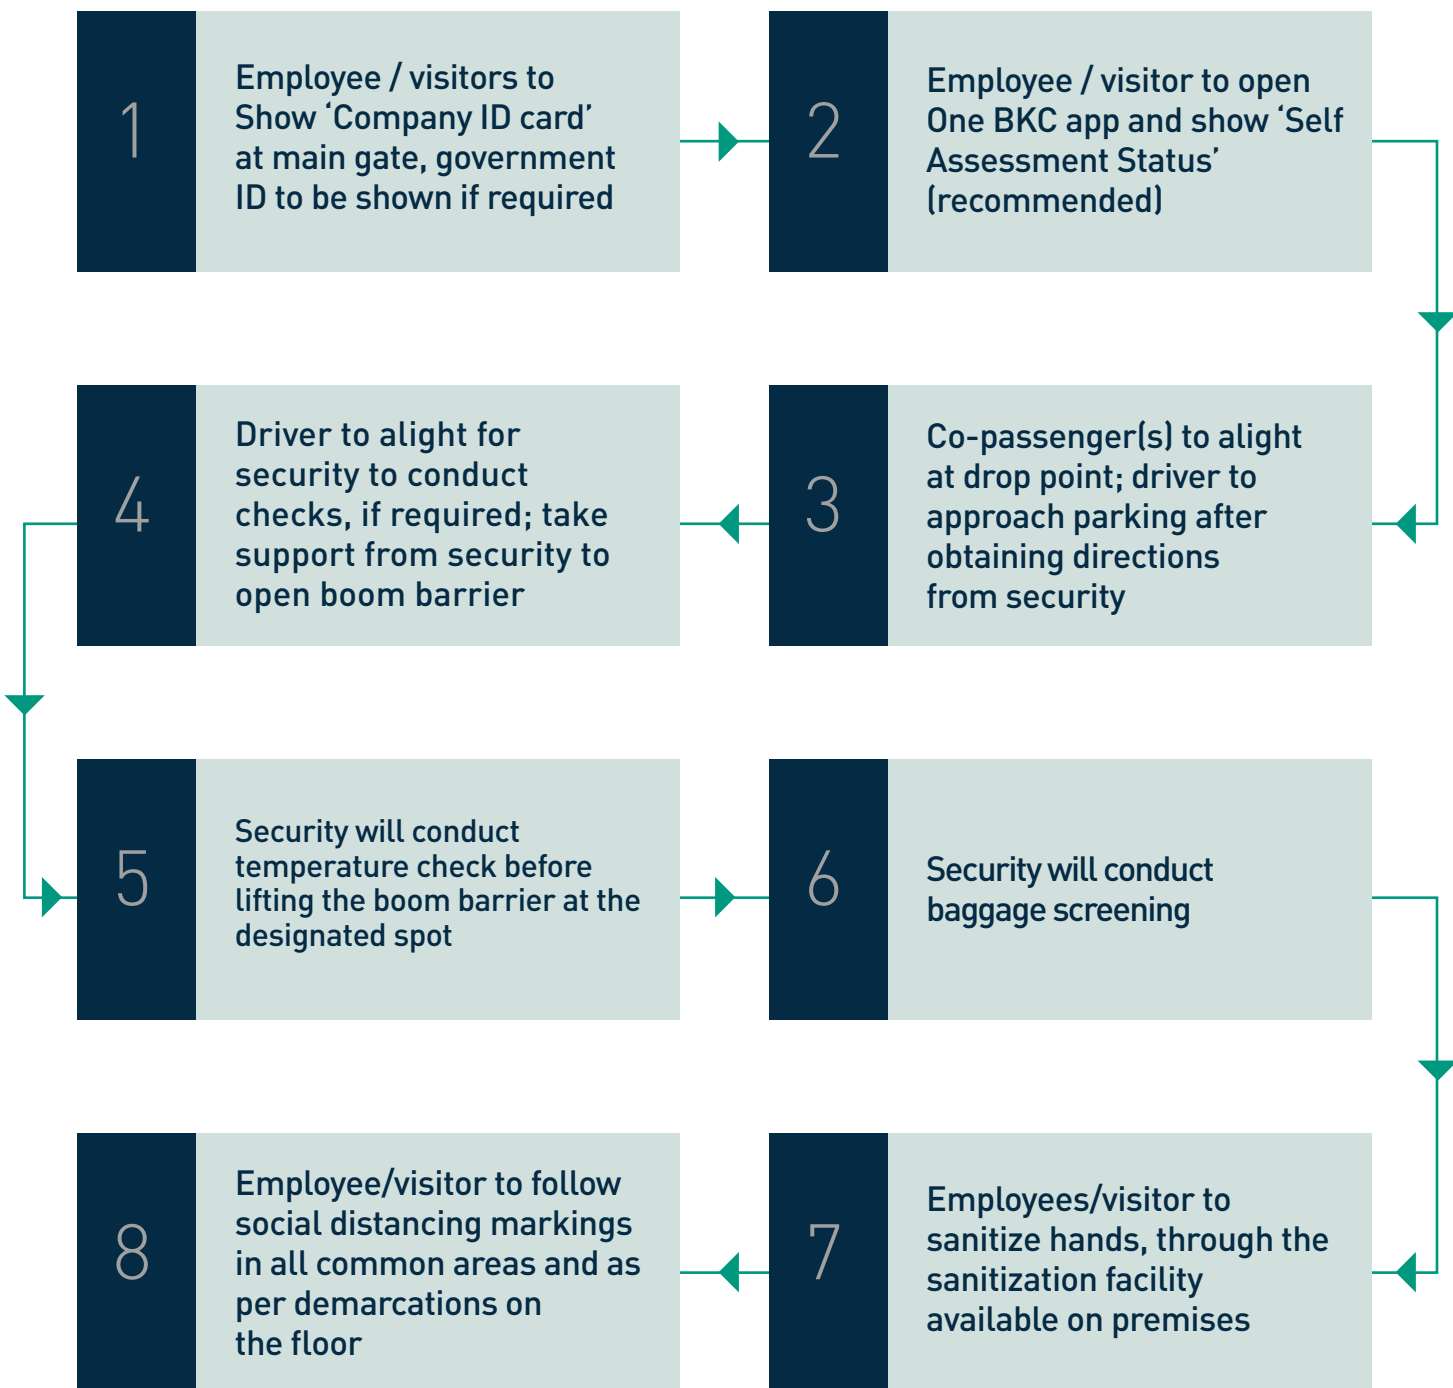 1
Employee / visitors to
Show ‘Company ID card’
at main gate, government
ID to be shown if required
2
Employee / visitor to open
One BKC app and show ‘Self
Assessment Status’
(recommended)
3
Co-passenger(s) to alight
at drop point; driver to
approach parking after
obtaining directions
from security
4
Driver to alight for
security to conduct
checks, if required; take
support from security to
open boom barrier
5
Security will conduct
temperature check before
lifting the boom barrier at the
designated spot
6
Security will conduct
baggage screening
7
Employees/visitor to
sanitize hands, through the
sanitization facility
available on premises
8
Employee/visitor to follow
social distancing markings
in all common areas and as
per demarcations on
the floor